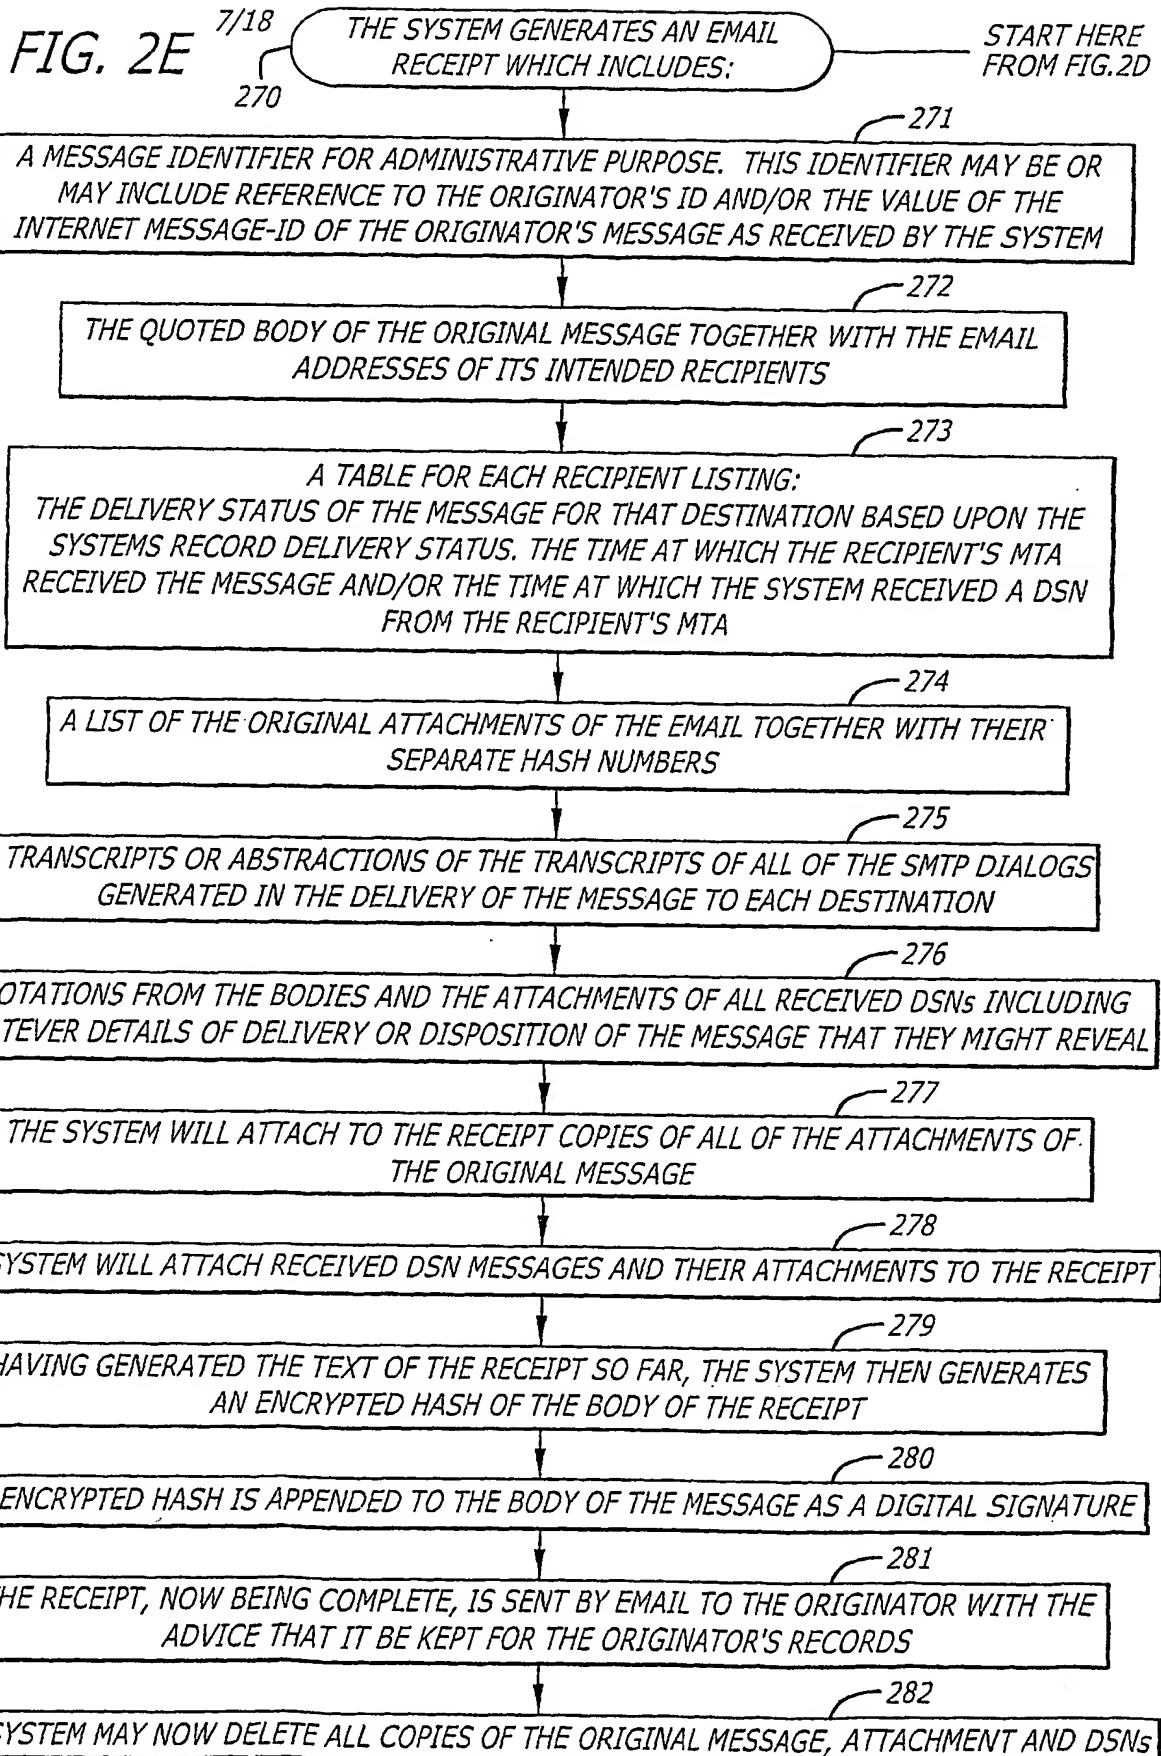 FIG. 2E
7/18
270
THE SYSTEM GENERATES AN EMAIL
RECEIPT WHICH INCLUDES:
START HERE
FROM FIG.2D
271
A MESSAGE IDENTIFIER FOR ADMINISTRATIVE PURPOSE. THIS IDENTIFIER MAY BE OR
MAY INCLUDE REFERENCE TO THE ORIGINATOR'S ID AND/OR THE VALUE OF THE
INTERNET MESSAGE-ID OF THE ORIGINATOR'S MESSAGE AS RECEIVED BY THE SYSTEM
272
THE QUOTED BODY OF THE ORIGINAL MESSAGE TOGETHER WITH THE EMAIL
ADDRESSES OF ITS INTENDED RECIPIENTS
273
A TABLE FOR EACH RECIPIENT LISTING:
THE DELIVERY STATUS OF THE MESSAGE FOR THAT DESTINATION BASED UPON THE
SYSTEMS RECORD DELIVERY STATUS. THE TIME AT WHICH THE RECIPIENT'S MTA
RECEIVED THE MESSAGE AND/OR THE TIME AT WHICH THE SYSTEM RECEIVED A DSN
FROM THE RECIPIENT'S MTA
274
A LIST OF THE ORIGINAL ATTACHMENTS OF THE EMAIL TOGETHER WITH THEIR
SEPARATE HASH NUMBERS
275
TRANSCRIPTS OR ABSTRACTIONS OF THE TRANSCRIPTS OF ALL OF THE SMTP DIALOGS
GENERATED IN THE DELIVERY OF THE MESSAGE TO EACH DESTINATION
276
OTATIONS FROM THE BODIES AND THE ATTACHMENTS OF ALL RECEIVED DSNs INCLUDING
TEVER DETAILS OF DELIVERY OR DISPOSITION OF THE MESSAGE THAT THEY MIGHT REVEAL
277
THE SYSTEM WILL ATTACH TO THE RECEIPT COPIES OF ALL OF THE ATTACHMENTS OF
THE ORIGINAL MESSAGE
278
SYSTEM WILL ATTACH RECEIVED DSN MESSAGES AND THEIR ATTACHMENTS TO THE RECEIPT
279
HAVING GENERATED THE TEXT OF THE RECEIPT SO FAR, THE SYSTEM THEN GENERATES
AN ENCRYPTED HASH OF THE BODY OF THE RECEIPT
280
ENCRYPTED HASH IS APPENDED TO THE BODY OF THE MESSAGE AS A DIGITAL SIGNATURE
281
HE RECEIPT, NOW BEING COMPLETE, IS SENT BY EMAIL TO THE ORIGINATOR WITH THE
ADVICE THAT IT BE KEPT FOR THE ORIGINATOR'S RECORDS
282
SYSTEM MAY NOW DELETE ALL COPIES OF THE ORIGINAL MESSAGE, ATTACHMENT AND DSNs